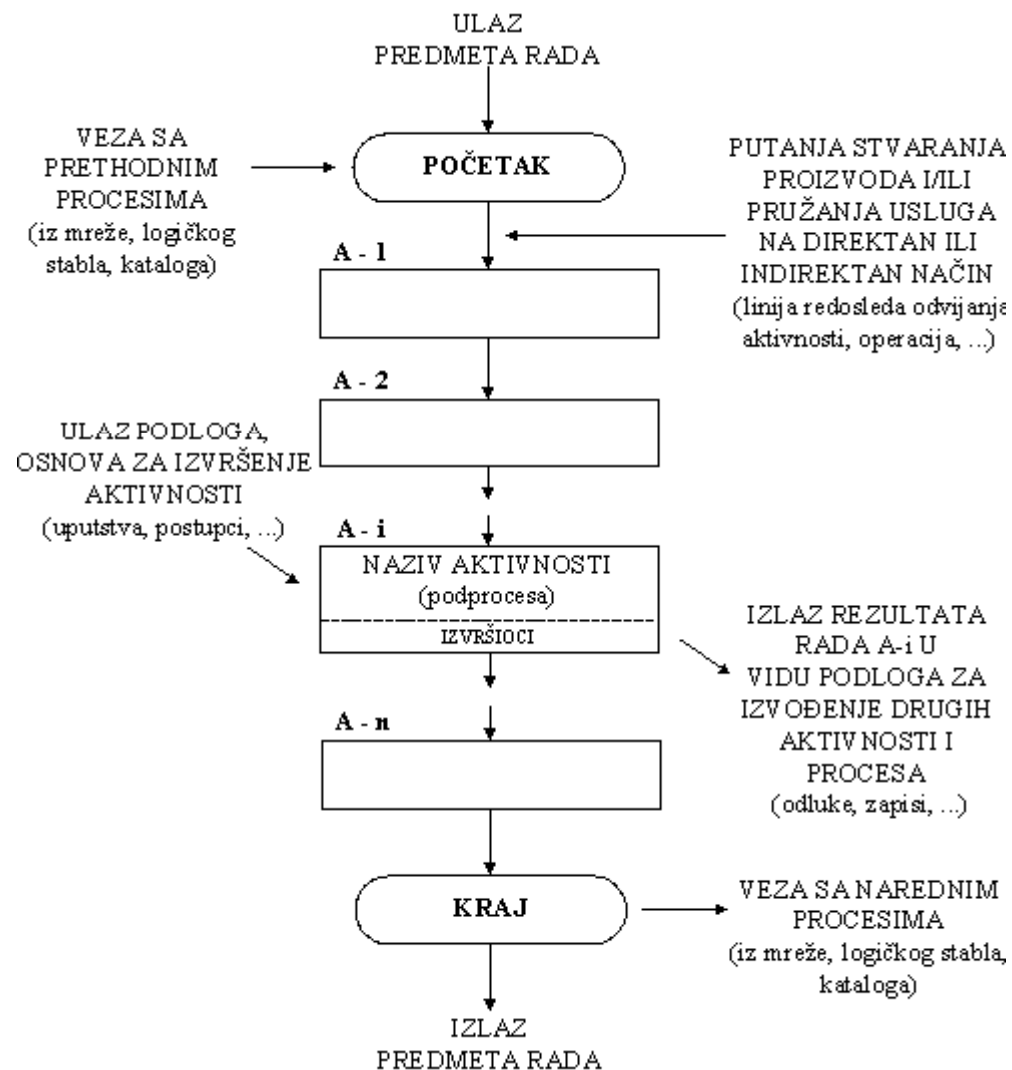 ULAZ
PREDMETA RADA
VEZA SA
PRETHODNIM
PROCESIMA
(iz mreže, logičkog
stabla, kataloga)
POČETAK
PUTANJA STVARANJA
PROIZVODA I/ILI
PRUŽANJA USLUGA
NA DIREKTAN ILI
INDIREKTAN NAČIN
(linija redosleda odvijanja
aktivnosti, operacija, ...)
A - 1
A - 2
ULAZ PODLOGA,
OSNOVA ZA IZVRŠENJE
AKTIVNOSTI
(uputstva, postupci, ...)
A - i
NAZIV AKTIVNOSTI
(podprocesa)
IZVRŠIOCI
IZLAZ REZULTATA
RADA A-i U
VIDU PODLOGA ZA
IZVOĐENJE DRUGIH
AKTIVNOSTI I
PROCESA
(odluke, zapisi, ...)
A - n
KRAJ
VEZA SA NAREDNIM
PROCESIMA
(iz mreže, logičkog stabla,
kataloga)
IZLAZ
PREDMETA RADA